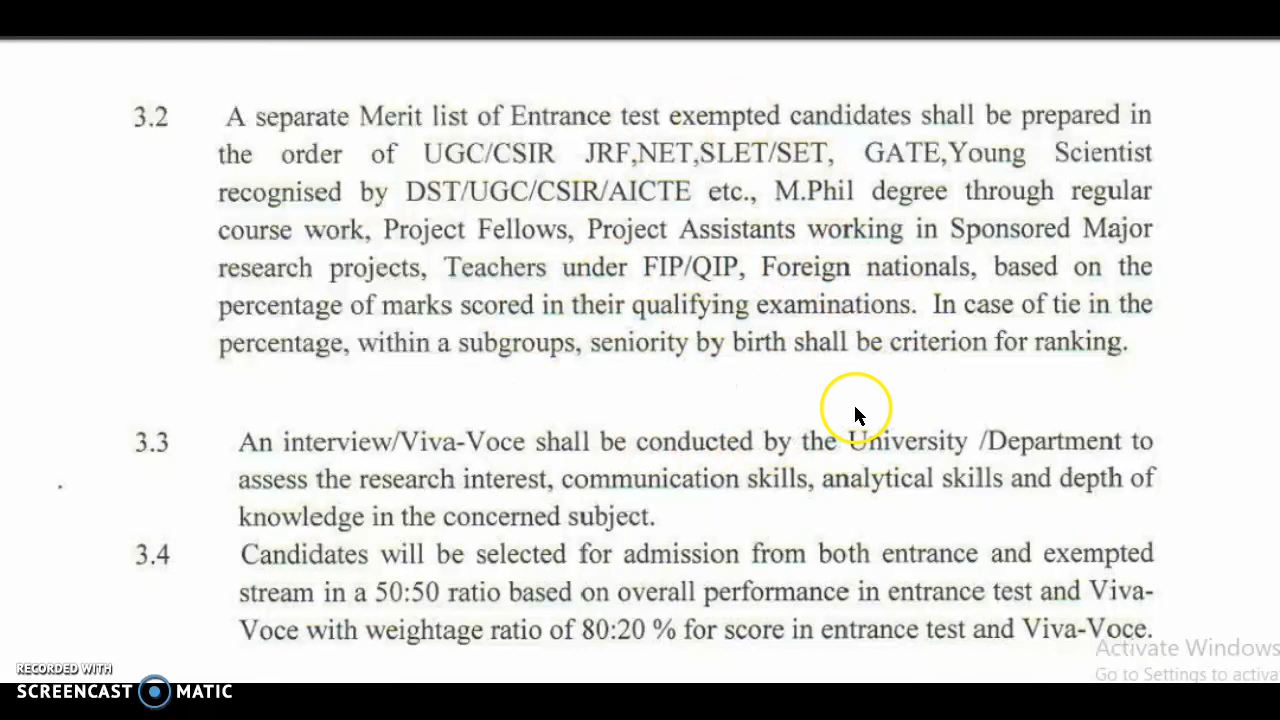 3.2 A separate Merit list of Entrance test exempted candidates shall be prepared in
the order of UGC/CSIR JRF,NET,SLET/SET, GATE,Young Scientist
recognised by DST/UGC/CSIR/AICTE etc., M.Phil degree through regular
course work, Project Fellows, Project Assistants working in Sponsored Major
research projects, Teachers under FIP/QIP, Foreign nationals, based on the
percentage of marks scored in their qualifying examinations. In case of tie in the
percentage, within a subgroups, seniority by birth shall be criterion for ranking.
3.3 An interview/Viva-Voce shall be conducted by the University /Department to
assess the research interest, communication skills, analytical skills and depth of
knowledge in the concerned subject.
3.4 Candidates will be selected for admission from both entrance and exempted
stream in a 50:50 ratio based on overall performance in entrance test and Viva-
Voce with weightage ratio of 80:20 % for score in entrance test and Viva-Voce.
Activate Windows
Go to Settings to activa
RECORDED WITH
SCREENCAST MATIC